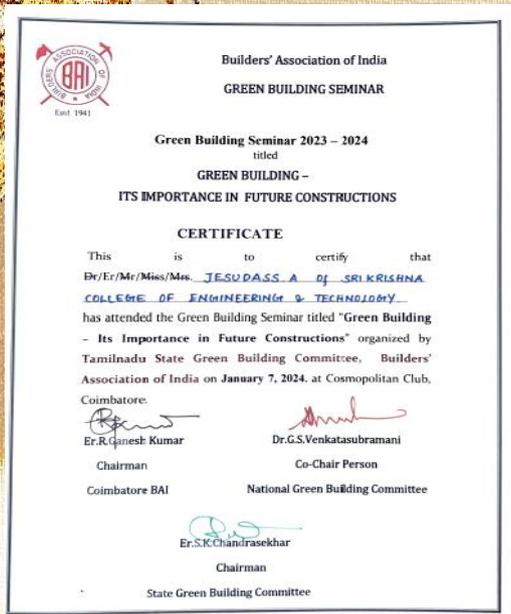 BUILDERS' ASSOCIATION OF INDIA
BAI
Estd. 1941
Builders' Association of India
GREEN BUILDING SEMINAR
Green Building Seminar 2023 – 2024
titled
GREEN BUILDING –
ITS IMPORTANCE IN FUTURE CONSTRUCTIONS
CERTIFICATE
This is to certify that
Dr/Er/Mr/Miss/Mrs. JESUDASS A of SRI KRISHNA
COLLEGE OF ENGINEERING & TECHNOLOGY
has attended the Green Building Seminar titled "Green Building
– Its Importance in Future Constructions" organized by
Tamilnadu State Green Building Committee, Builders'
Association of India on January 7, 2024. at Cosmopolitan Club,
Coimbatore.
Er.R.Ganesh Kumar
Dr.G.S.Venkatasubramani
Chairman
Co-Chair Person
Coimbatore BAI
National Green Building Committee
Er.S.K.Chandrasekhar
Chairman
State Green Building Committee